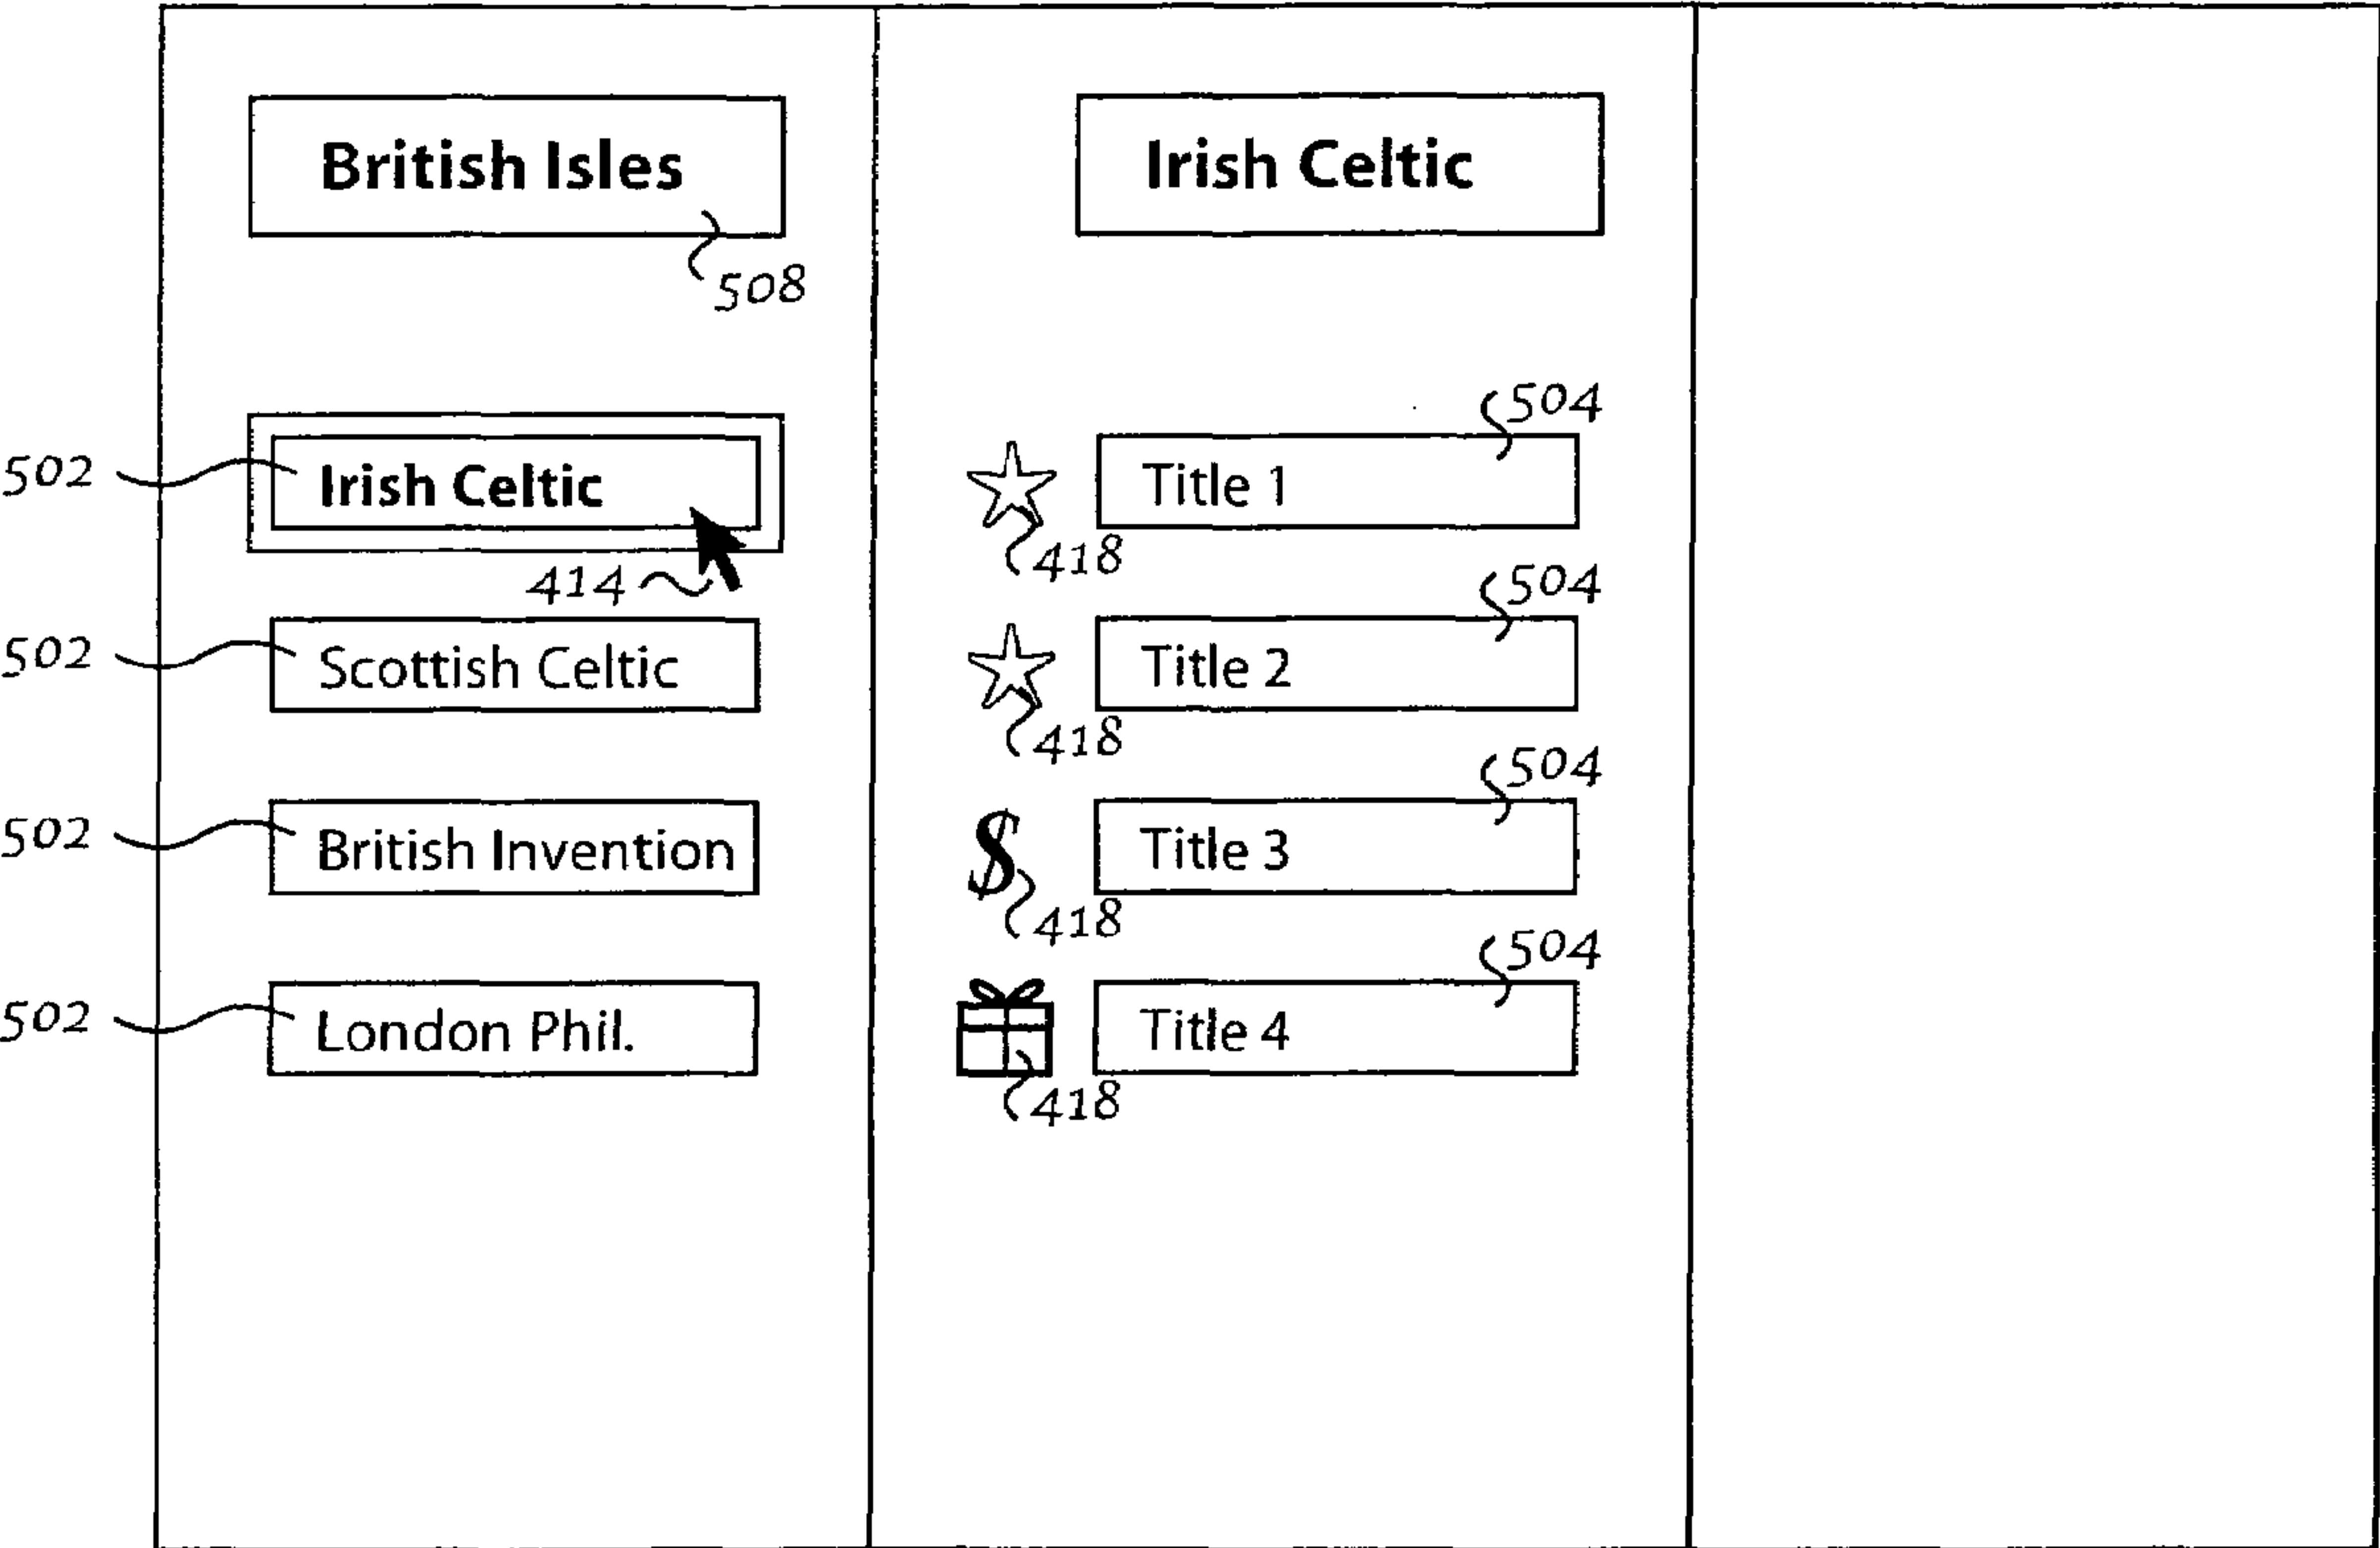 British Isles
508
Irish Celtic
502
Irish Celtic
414
502
Scottish Celtic
502
British Invention
502
London Phil.
504
Title 1
418
504
Title 2
418
504
$
Title 3
418
504
Title 4
418